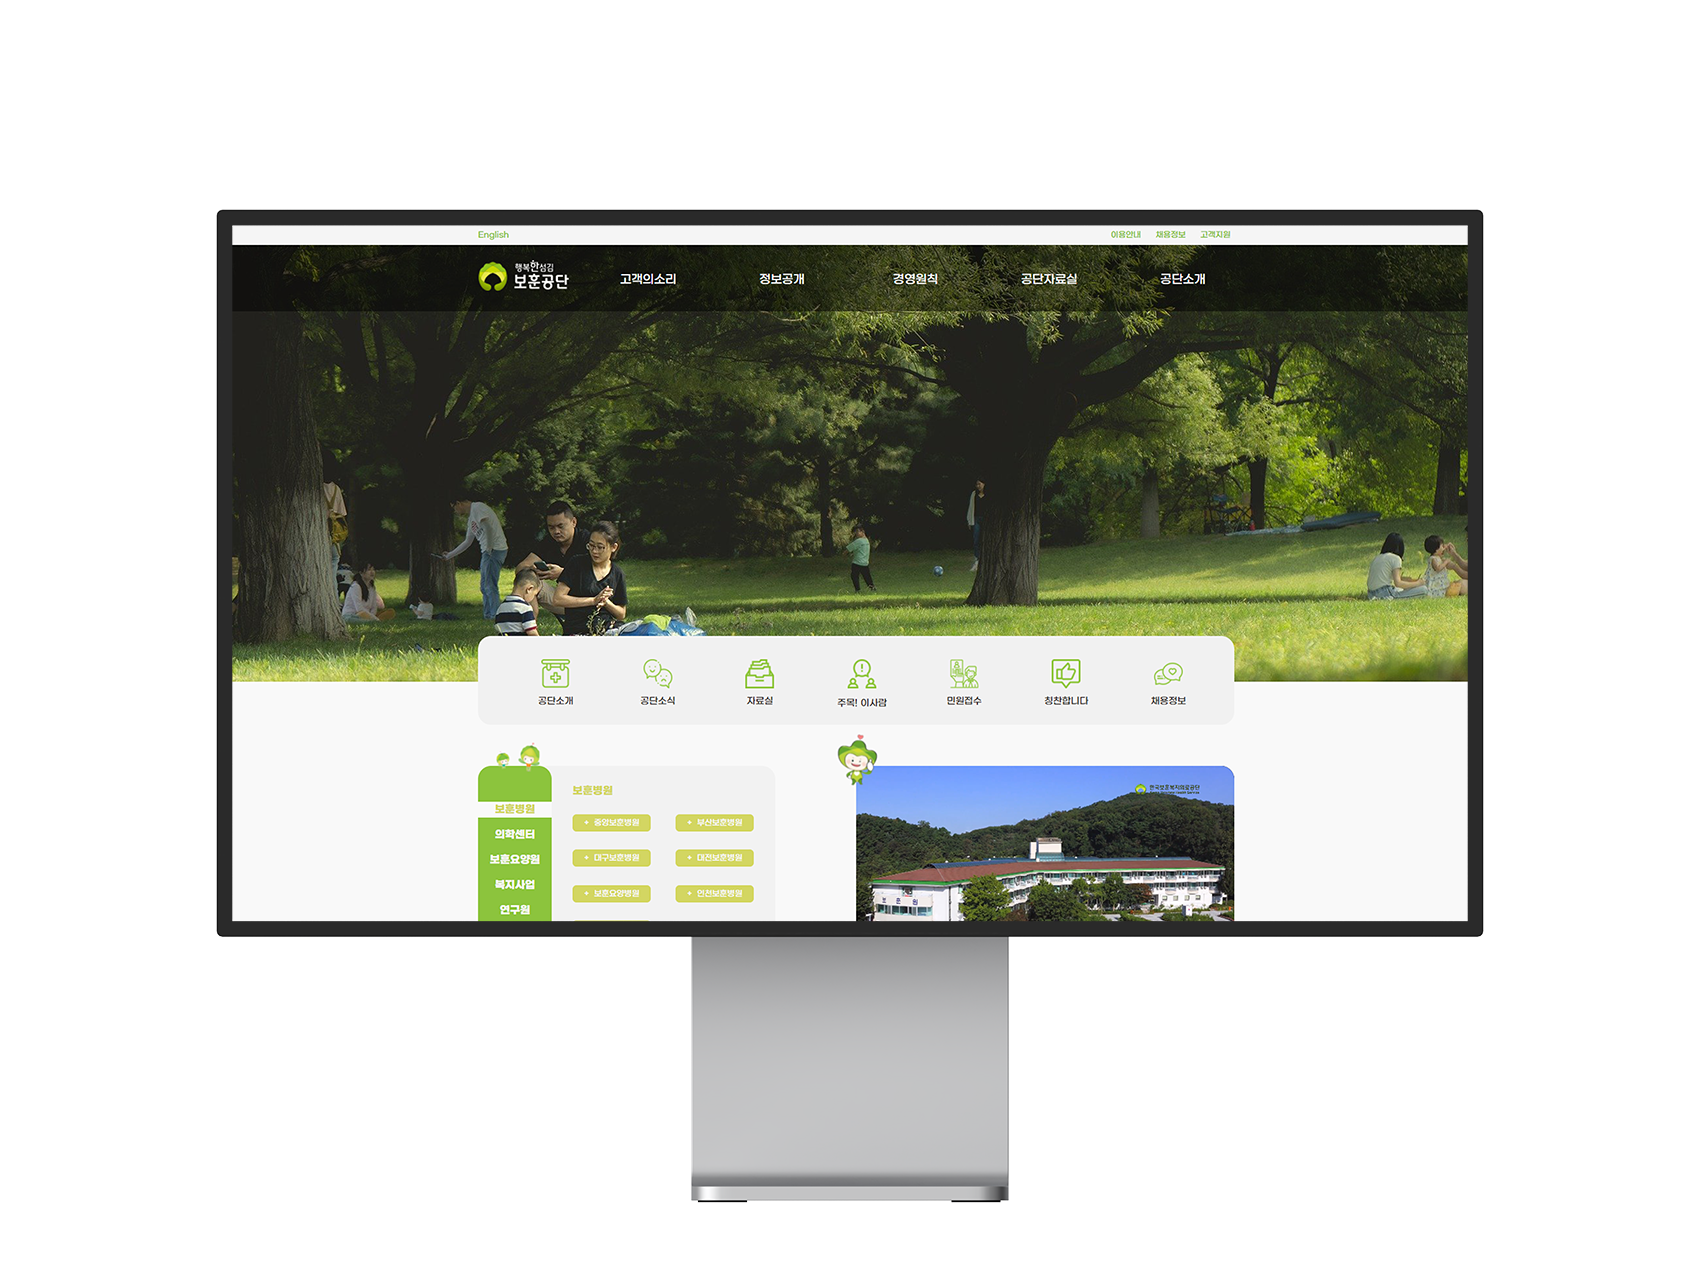 English
이용안내 채용정보 고객지원
행복한섬김
보훈공단
고객의소리 정보공개 경영원칙 공단자료실 공단소개
공단소개 공단소식 자료실 주목! 이사람 민원접수 칭찬합니다 채용정보
보훈병원
의학센터
보훈요양원
복지사업
연구원
보훈병원
+ 중앙보훈병원 + 부산보훈병원
+ 대구보훈병원 + 대전보훈병원
+ 보훈요양병원 + 인천보훈병원
한국보훈복지의료공단
보훈원